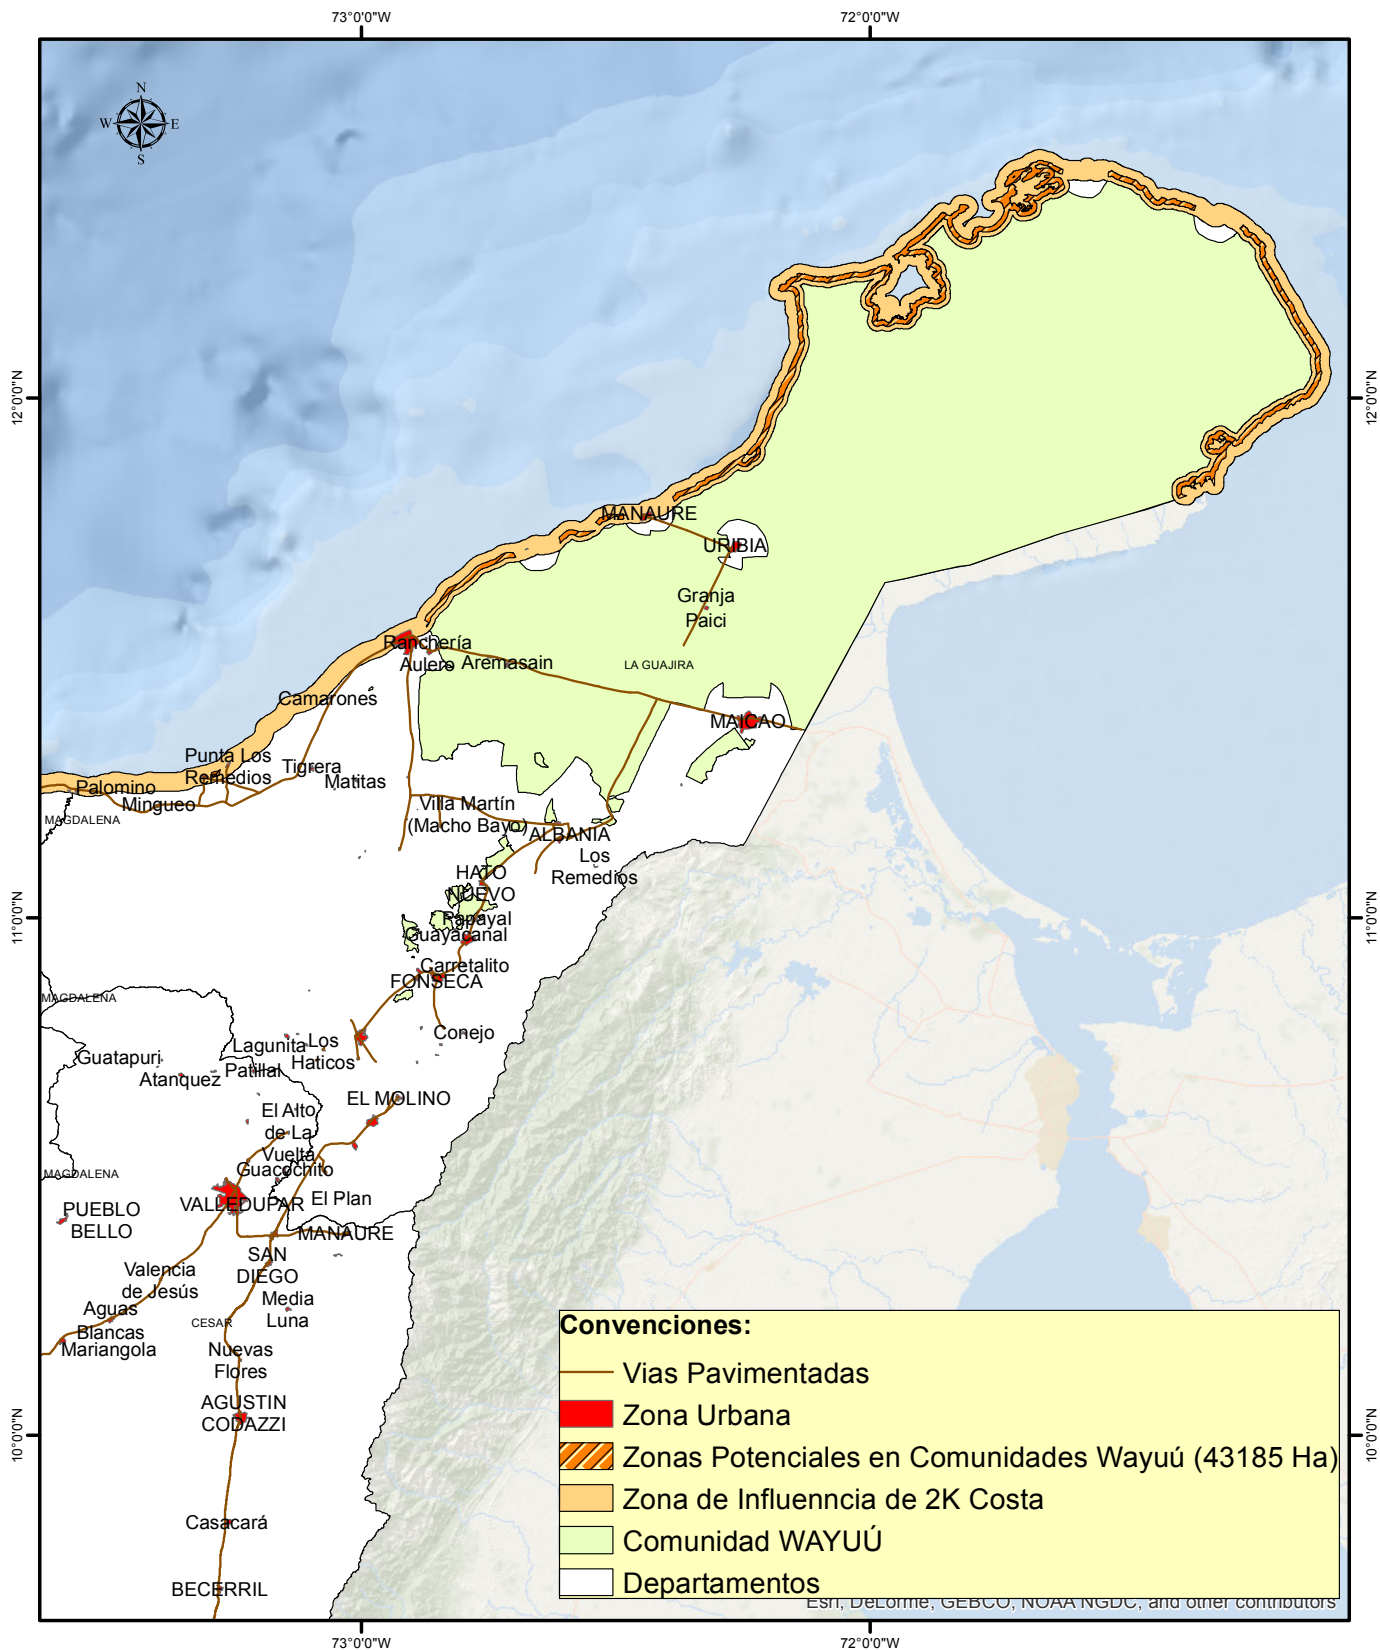 73°0'0"W
72°0'0"W
N
W
E
S
12°0'0"N
12°0'0"N
MANAURE
URIBIA
Granja
Paici
Ranchería
Aulero
Aremasain
LA GUAJIRA
Camarones
MAICAO
Punta Los
Remedios
Tigrera
Matitas
Palomino
Mingueo
MAGDALENA
Villa Martín
(Macho Bayo)
ALBANIA
Los
Remedios
HATO
NUEVO
Papayal
Guayacanal
11°0'0"N
11°0'0"N
Carretalito
FONSECA
MAGDALENA
Conejo
Lagunita
Los
Haticos
Guatapuri
Atanquez
Patillal
EL MOLINO
El Alto
de La
Vuelta
Guacochito
MAGDALENA
VALLEDUPAR
El Plan
PUEBLO
BELLO
MANAURE
SAN
DIEGO
Valencia
de Jesús
Media
Luna
Aguas
Blancas
Mariangola
CESAR
Nuevas
Flores
AGUSTIN
CODAZZI
10°0'0"N
10°0'0"N
Casacará
BECERRIL
Convenciones:
Vias Pavimentadas
Zona Urbana
Zonas Potenciales en Comunidades Wayuú (43185 Ha)
Zona de Influenncia de 2K Costa
Comunidad WAYUÚ
Departamentos
Esri, DeLorme, GEBCO, NOAA NGDC, and other contributors
73°0'0"W
72°0'0"W